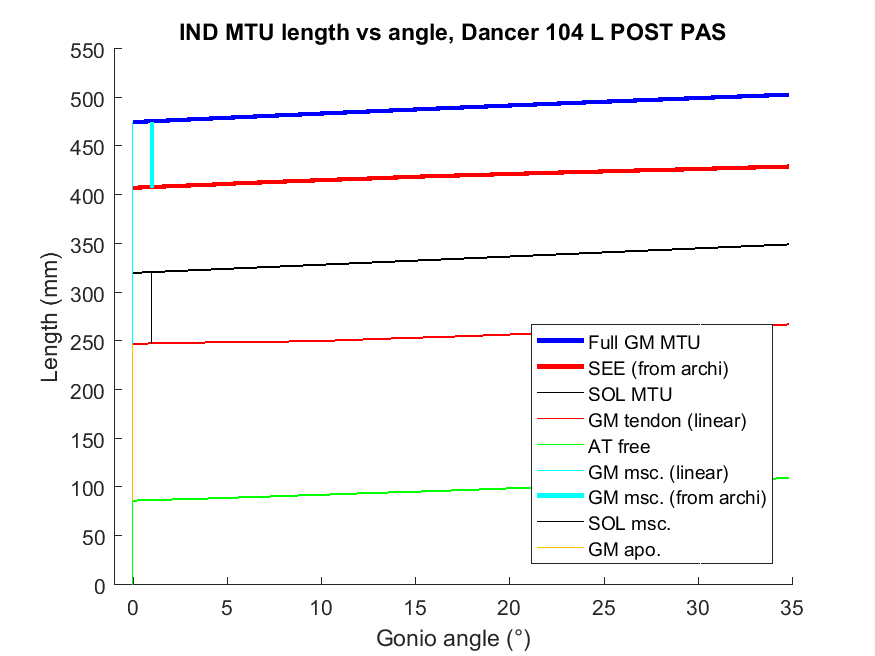 IND MTU length vs angle, Dancer 104 L POST PAS
550
500
450
400
350
300
250
200
150
100
50
0
Length (mm)
Full GM MTU
SEE (from archi)
SOL MTU
GM tendon (linear)
AT free
GM msc. (linear)
GM msc. (from archi)
SOL msc.
GM apo.
0 5 10 15 20 25 30 35
Gonio angle (°)